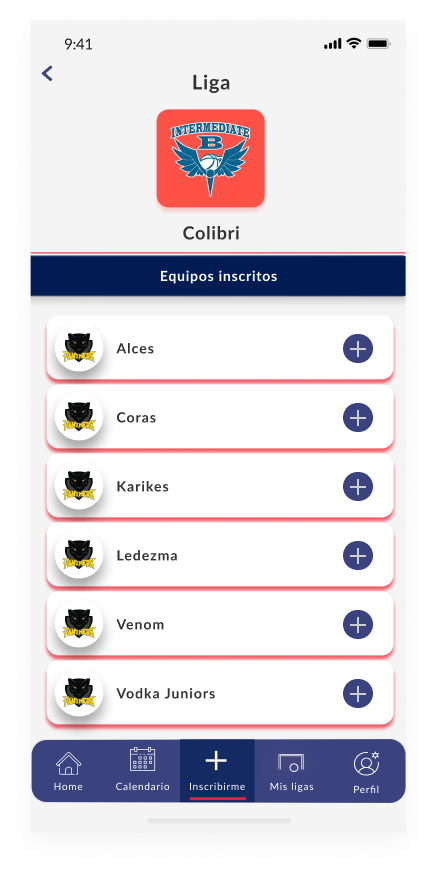 9:41
Liga
INTERMEDIATE
B
Colibri
Equipos inscritos
Alces
Coras
Karikes
Ledezma
Venom
Vodka Juniors
Home
Calendario
Inscribirme
Mis ligas
Perfil